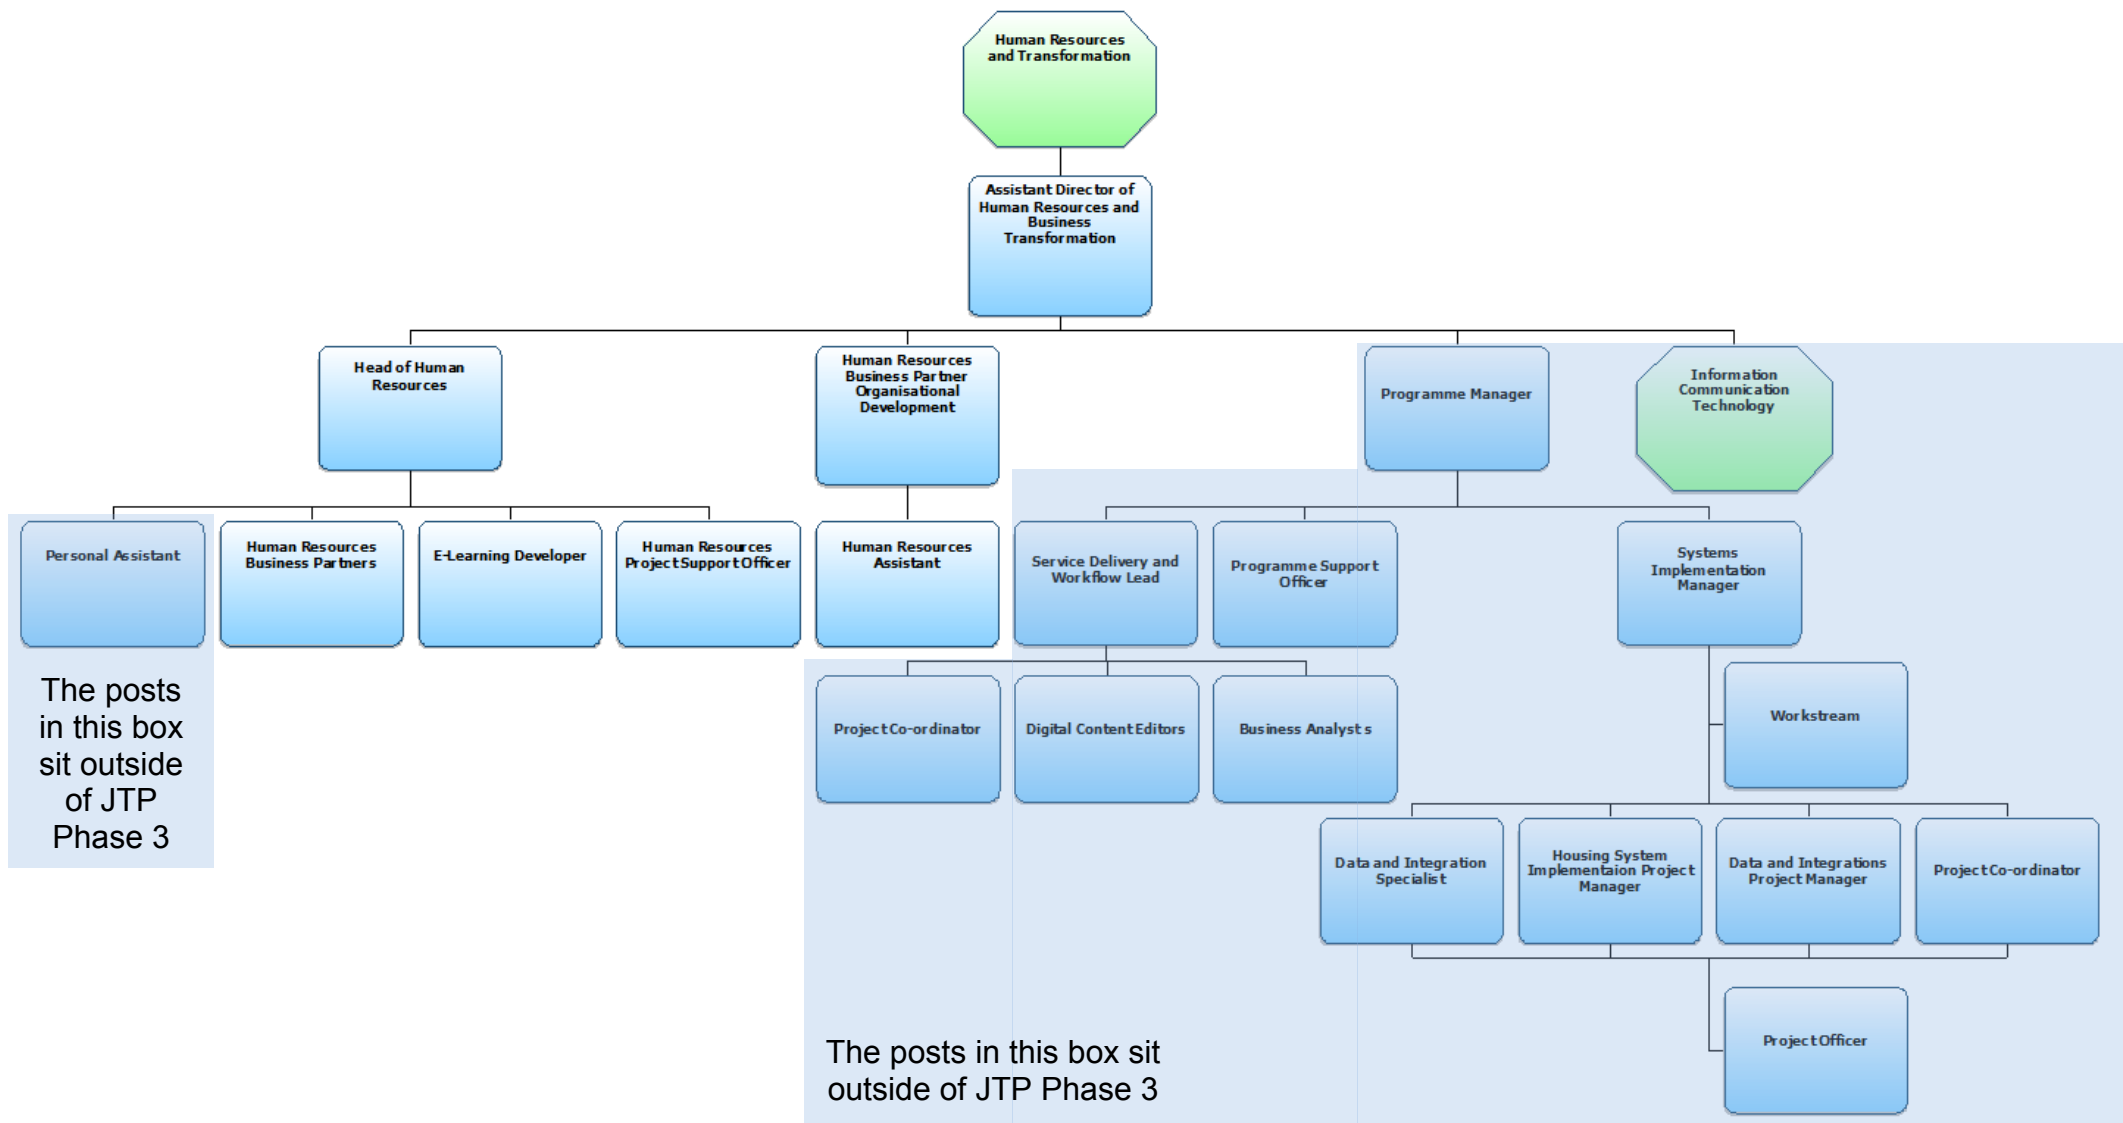 Human Resources
and Transformation
Assistant Director of
Human Resources and
Business
Transformation
Head of Human
Resources
Human Resources
Business Partner
Organisational
Development
Programme Manager
Information
Communication
Technology
Personal Assistant
Human Resources
Business Partners
E-Learning Developer
Human Resources
Project Support Officer
Human Resources
Assistant
Service Delivery and
Workflow Lead
Programme Support
Officer
Systems
Implementation
Manager
The posts
in this box
sit outside
of JTP
Phase 3
Project Co-ordinator
Digital Content Editors
Business Analysts
Workstream
Data and Integration
Specialist
Housing System
Implementaion Project
Manager
Data and Integrations
Project Manager
Project Co-ordinator
The posts in this box sit
outside of JTP Phase 3
Project Officer